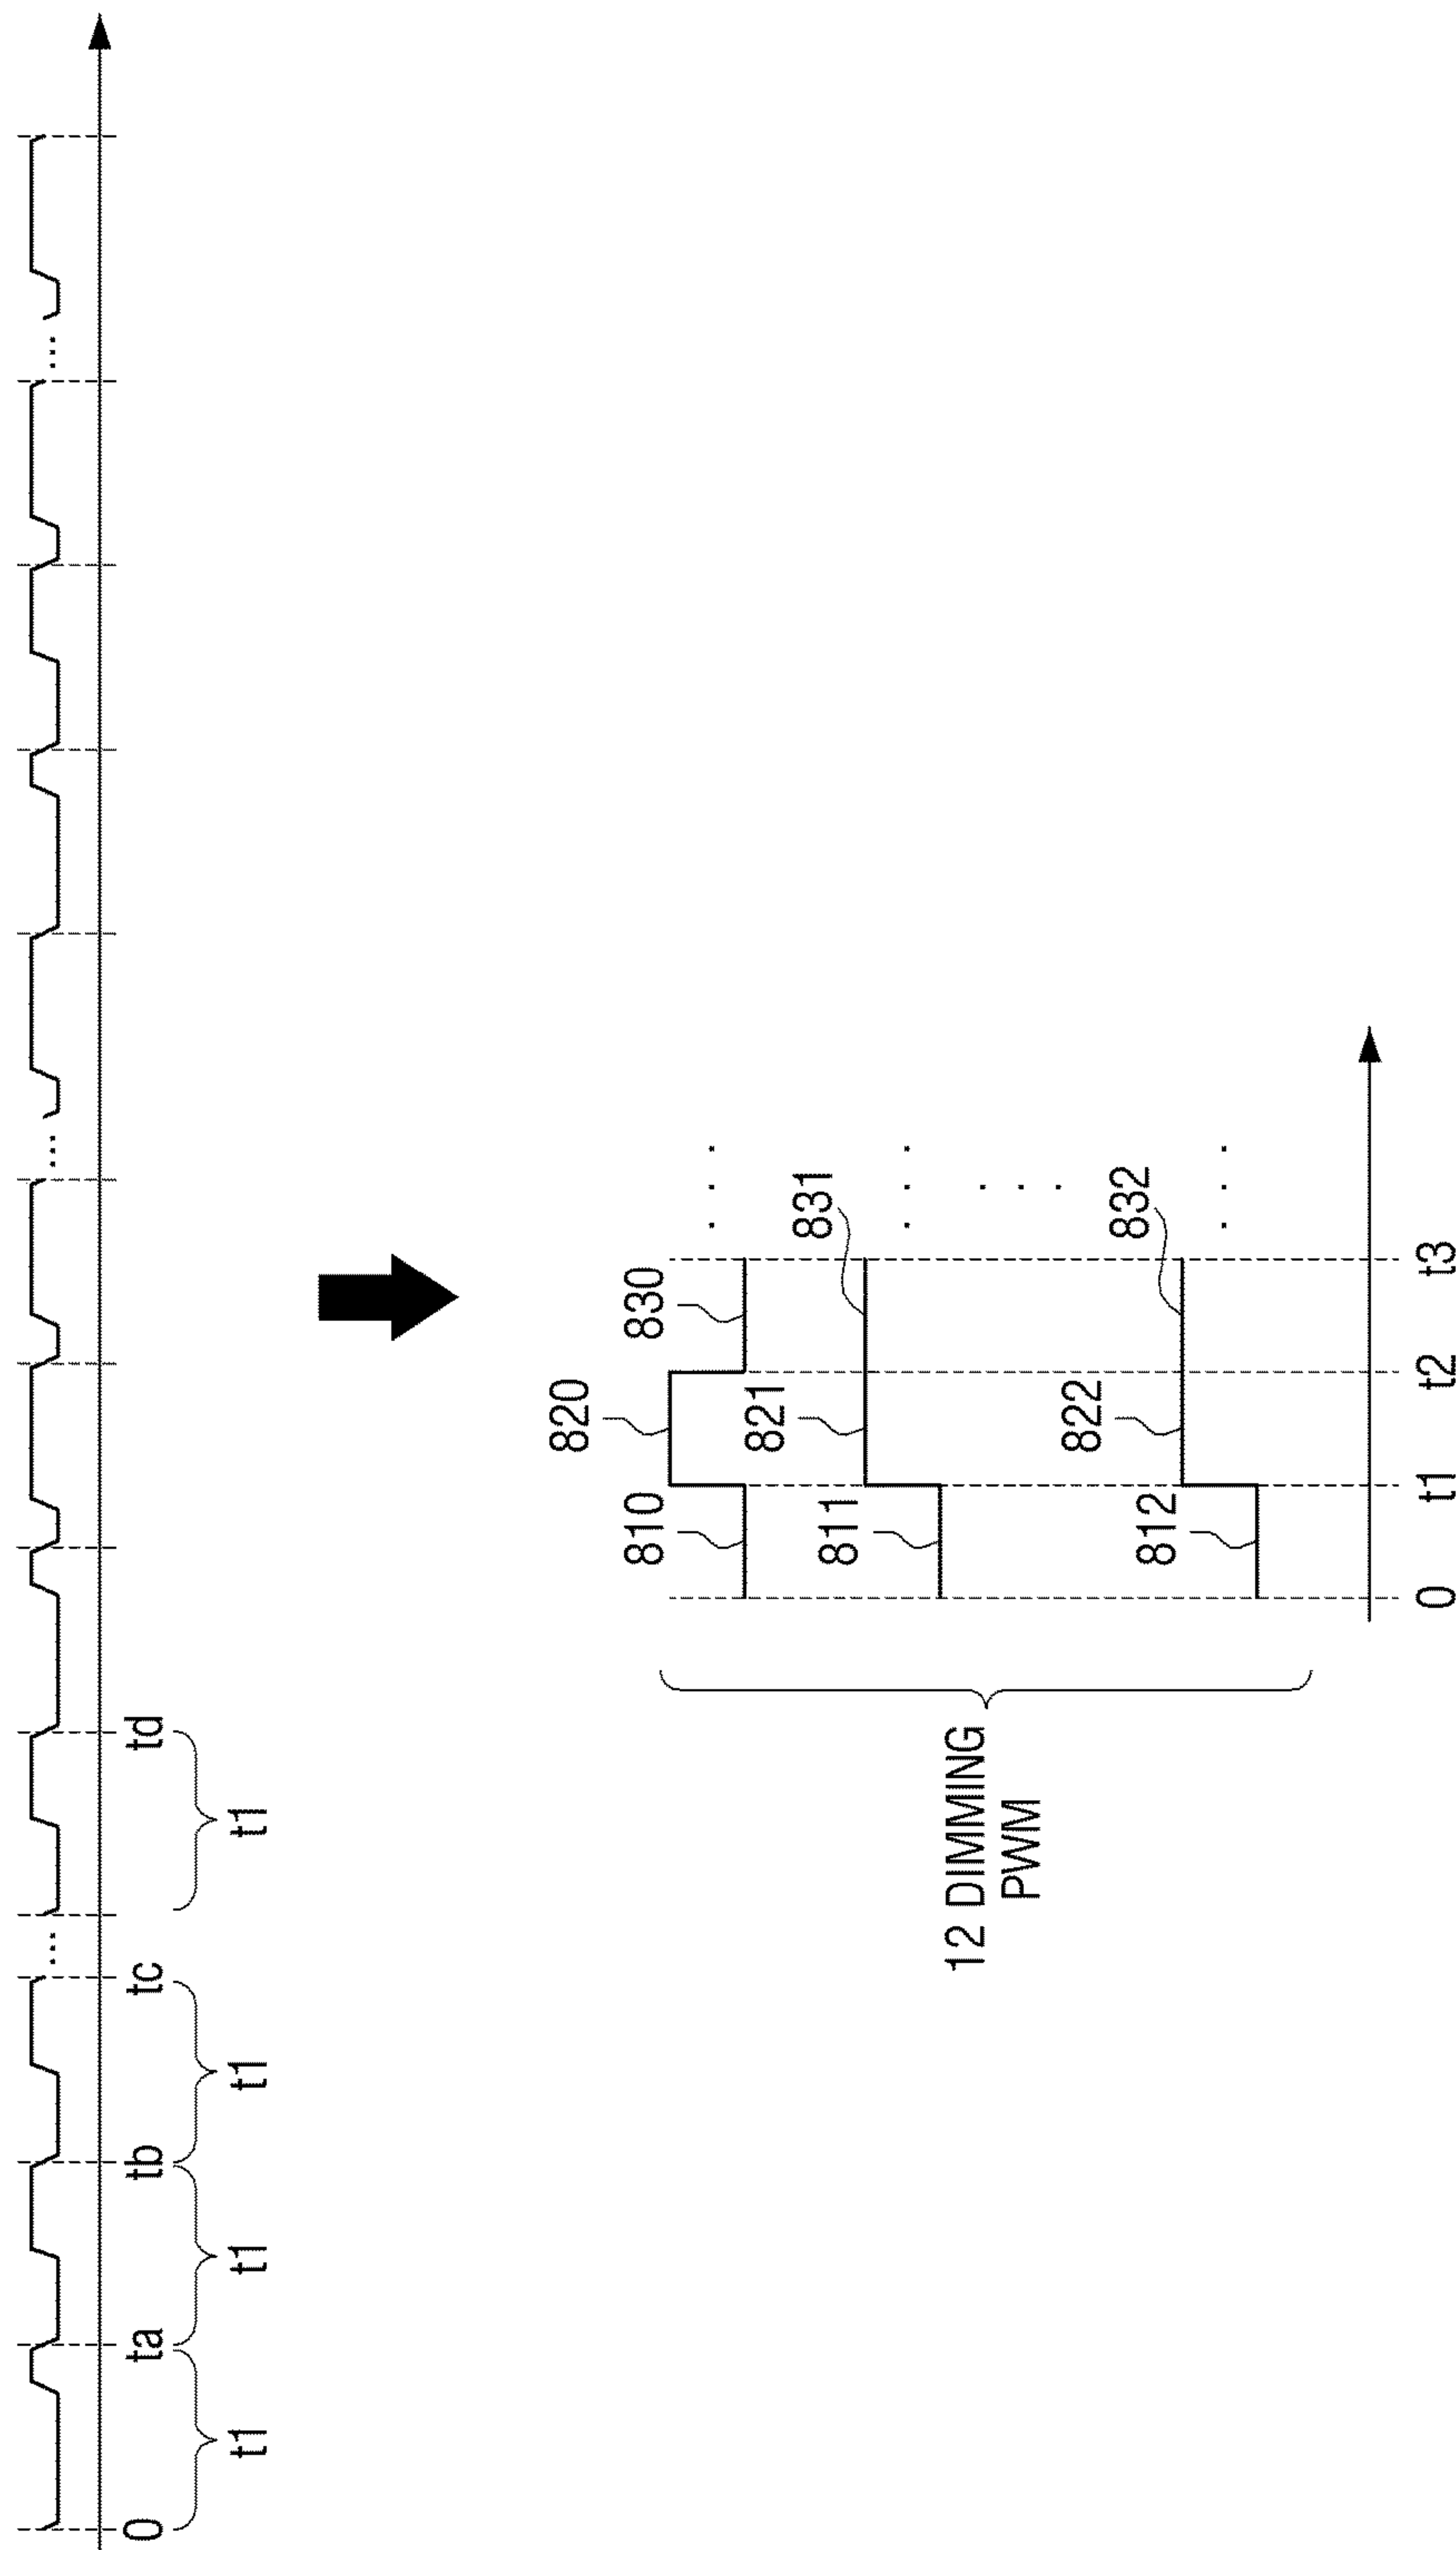 ...
...
...
0
ta
tb
tc
td
t1
t1
t1
t1
820
810
830
821
811
831
822
812
832
12 DIMMING
PWM
0
t1
t2
t3